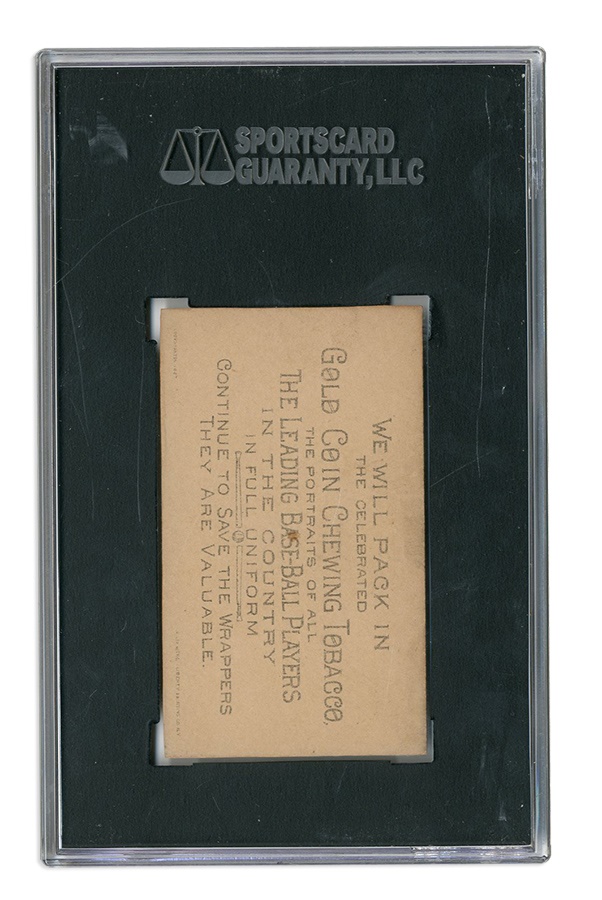 SPORTSCARD
GUARANTY, LLC
WE WILL PACK IN
THE CELEBRATED
GOLD COIN CHEWING TOBACCO,
THE PORTRAITS OF ALL
THE LEADING BASE-BALL PLAYERS
IN THE COUNTRY
IN FULL UNIFORM
CONTINUE TO SAVE THE WRAPPERS
THEY ARE VALUABLE.